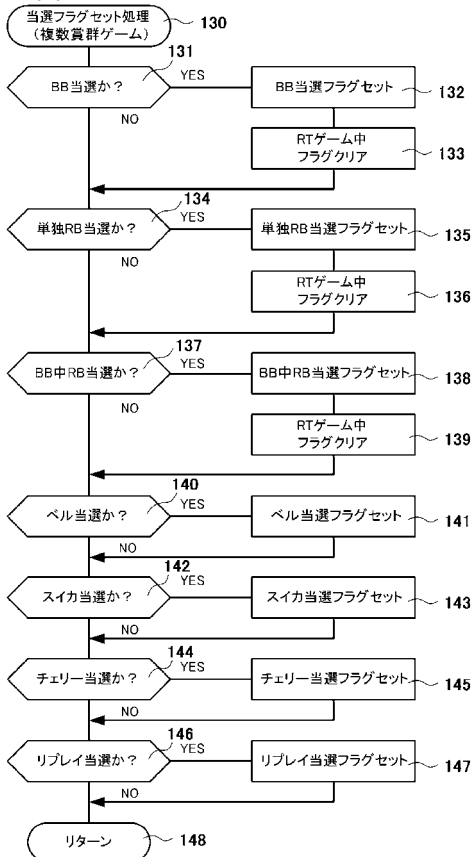 当選フラグセット処理
(複数賞群ゲーム)
130
131
BB当選か?
YES
BB当選フラグセット
132
NO
RTゲーム中
フラグクリア
133
134
単独RB当選か?
YES
単独RB当選フラグセット
135
NO
RTゲーム中
フラグクリア
136
137
BB中RB当選か?
YES
BB中RB当選フラグセット
138
NO
RTゲーム中
フラグクリア
139
140
ベル当選か?
YES
ベル当選フラグセット
141
NO
142
スイカ当選か?
YES
スイカ当選フラグセット
143
NO
144
チェリー当選か?
YES
チェリー当選フラグセット
145
NO
146
リプレイ当選か?
YES
リプレイ当選フラグセット
147
NO
リターン
148